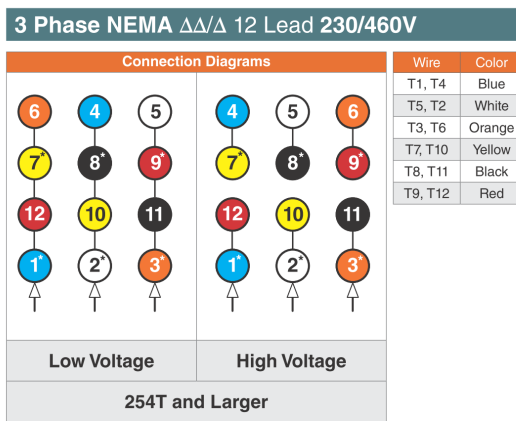 3 Phase NEMA ΔΔ/Δ 12 Lead 230/460V
Connection Diagrams
6 4 5 4 5 6
7* 8* 9* 7* 8* 9*
12 10 11 12 10 11
1* 2* 3* 1* 2* 3*
Low Voltage High Voltage
254T and Larger
Wire Color
T1, T4 Blue
T5, T2 White
T3, T6 Orange
T7, T10 Yellow
T8, T11 Black
T9, T12 Red